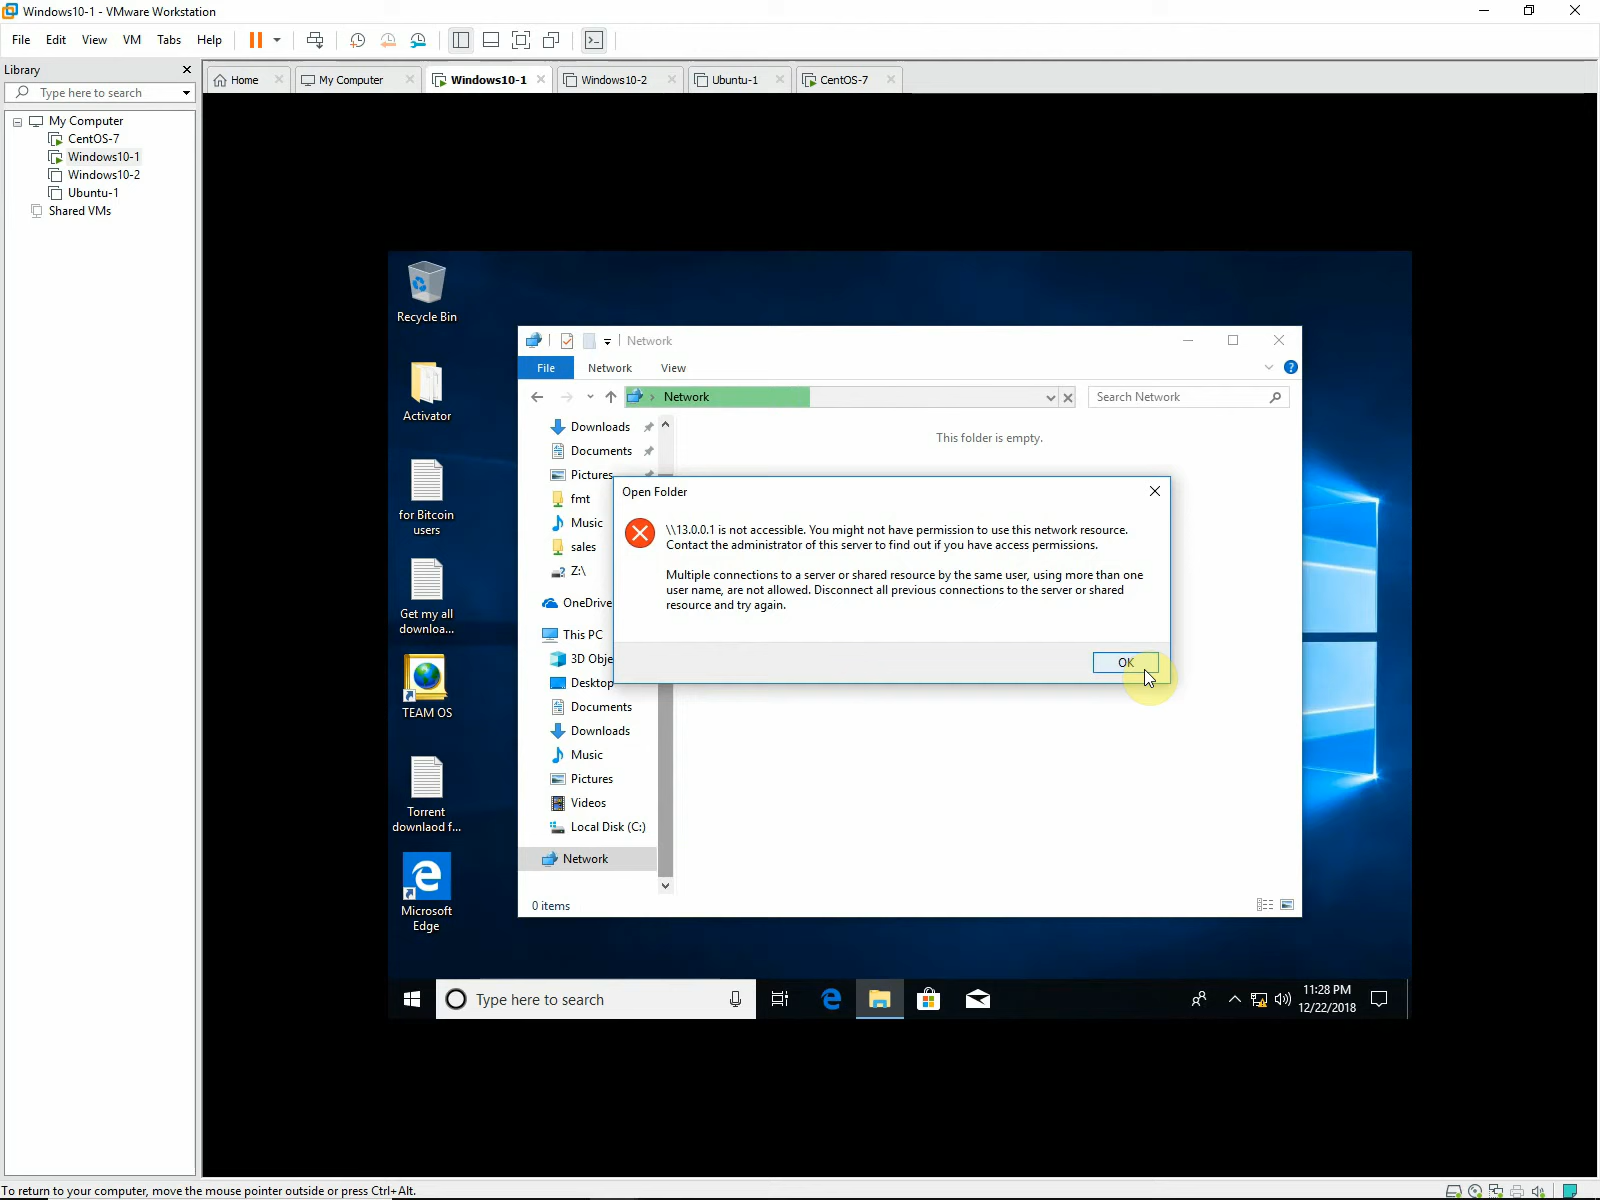 Windows10-1 - VMware Workstation
File Edit View VM Tabs Help
Library
Type here to search
My Computer
CentOS-7
Windows10-1
Windows10-2
Ubuntu-1
Shared VMs
Home
My Computer
Windows10-1
Windows10-2
Ubuntu-1
CentOS-7
Recycle Bin
Activator
for Bitcoin
users
Get my all
downloa...
TEAM OS
Torrent
downlaod f...
Microsoft
Edge
Network
File Network View
Network
Search Network
This folder is empty.
Downloads
Documents
Pictures
fmt
Music
sales
Z:\
OneDrive
This PC
3D Obje
Desktop
Documents
Downloads
Music
Pictures
Videos
Local Disk (C:)
Network
0 items
Open Folder
\\13.0.0.1 is not accessible. You might not have permission to use this network resource.
Contact the administrator of this server to find out if you have access permissions.
Multiple connections to a server or shared resource by the same user, using more than one
user name, are not allowed. Disconnect all previous connections to the server or shared
resource and try again.
OK
Type here to search
11:28 PM
12/22/2018
To return to your computer, move the mouse pointer outside or press Ctrl+Alt.